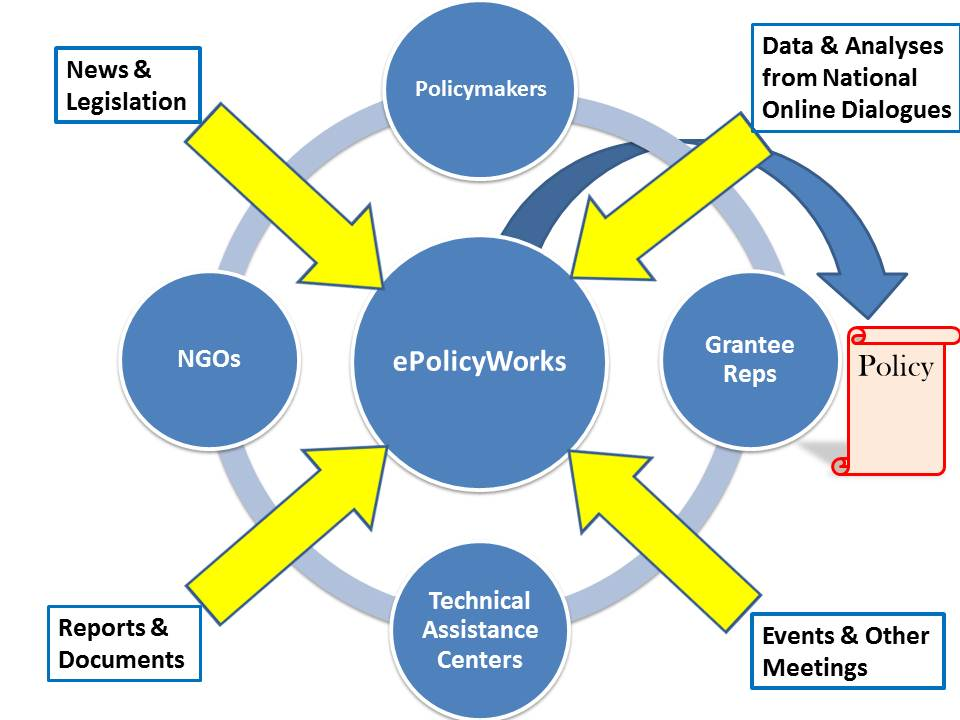 Policymakers
News &
Legislation
Data & Analyses
from National
Online Dialogues
NGOs
ePolicyWorks
Grantee
Reps
Policy
Technical
Assistance
Centers
Reports &
Documents
Events & Other
Meetings